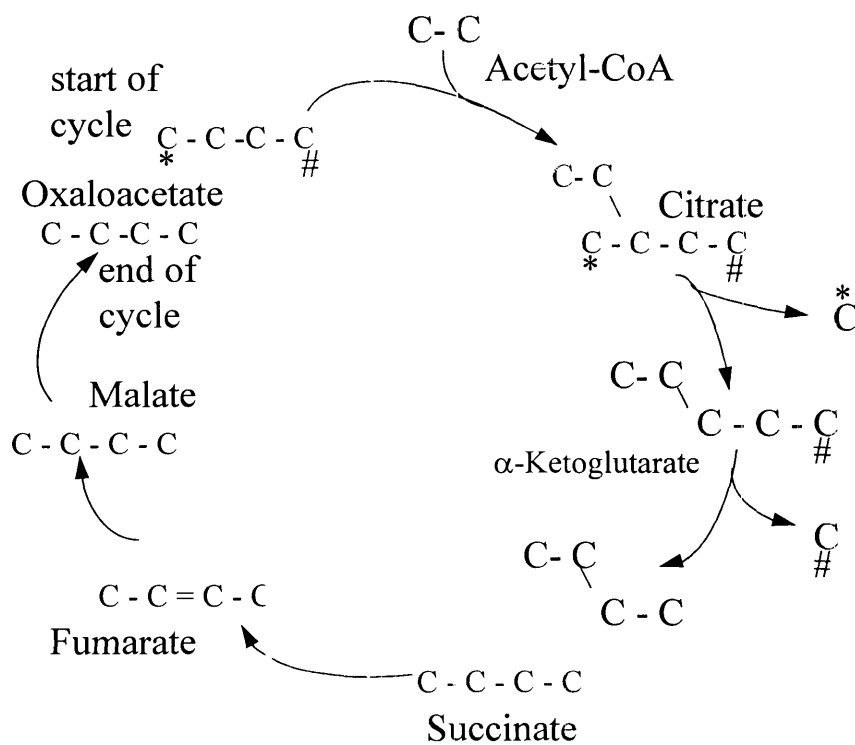 C- C
Acetyl-CoA
start of
cycle
C - C - C - C
* #
Oxaloacetate
C - C - C - C
end of
cycle
C- C
\
Citrate
C - C - C - C
* #
*
C
C- C
\
C - C - C
#
α-Ketoglutarate
C
#
C- C
\
C - C
Malate
C - C - C - C
C - C = C - C
Fumarate
C - C - C - C
Succinate